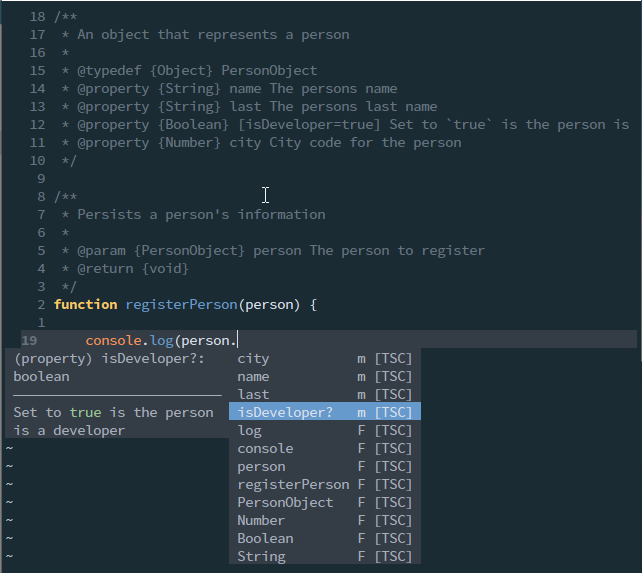 18 /**
17  * An object that represents a person
16  *
15  * @typedef {Object} PersonObject
14  * @property {String} name The persons name
13  * @property {String} last The persons last name
12  * @property {Boolean} [isDeveloper=true] Set to `true` is the person is
11  * @property {Number} city City code for the person
10  */
9
8 /**
7  * Persists a person's information
6  *
5  * @param {PersonObject} person The person to register
4  * @return {void}
3  */
2 function registerPerson(person) {
1
19     console.log(person.
(property) isDeveloper?:
boolean
Set to true is the person
is a developer
city m [TSC]
name m [TSC]
last m [TSC]
isDeveloper? m [TSC]
log F [TSC]
console F [TSC]
person F [TSC]
registerPerson F [TSC]
PersonObject F [TSC]
Number F [TSC]
Boolean F [TSC]
String F [TSC]
~
~
~
~
~
~
~